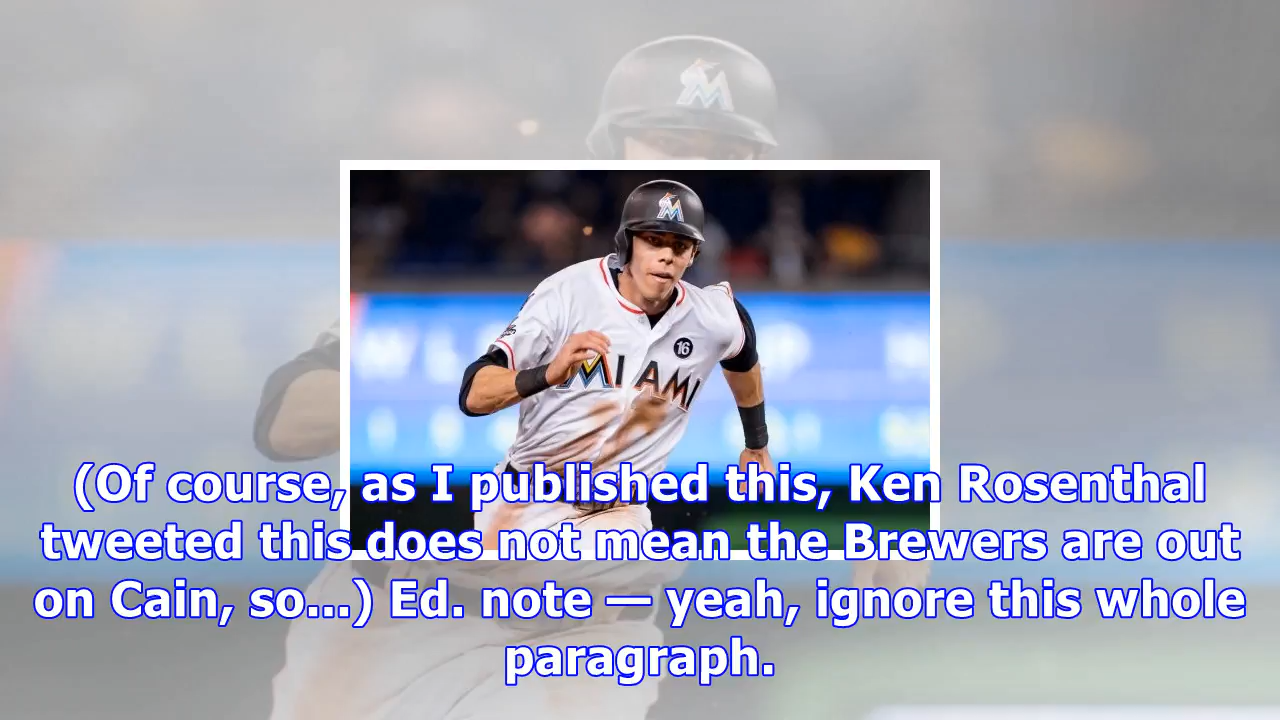 MIAMI
16
(Of course, as I published this, Ken Rosenthal
tweeted this does not mean the Brewers are out
on Cain, so...) Ed. note — yeah, ignore this whole
paragraph.